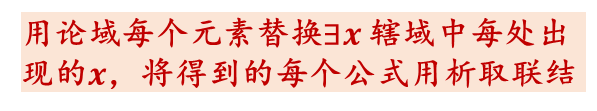 用论域每个元素替换∃x 辖域中每处出
现的x，将得到的每个公式用析取联结